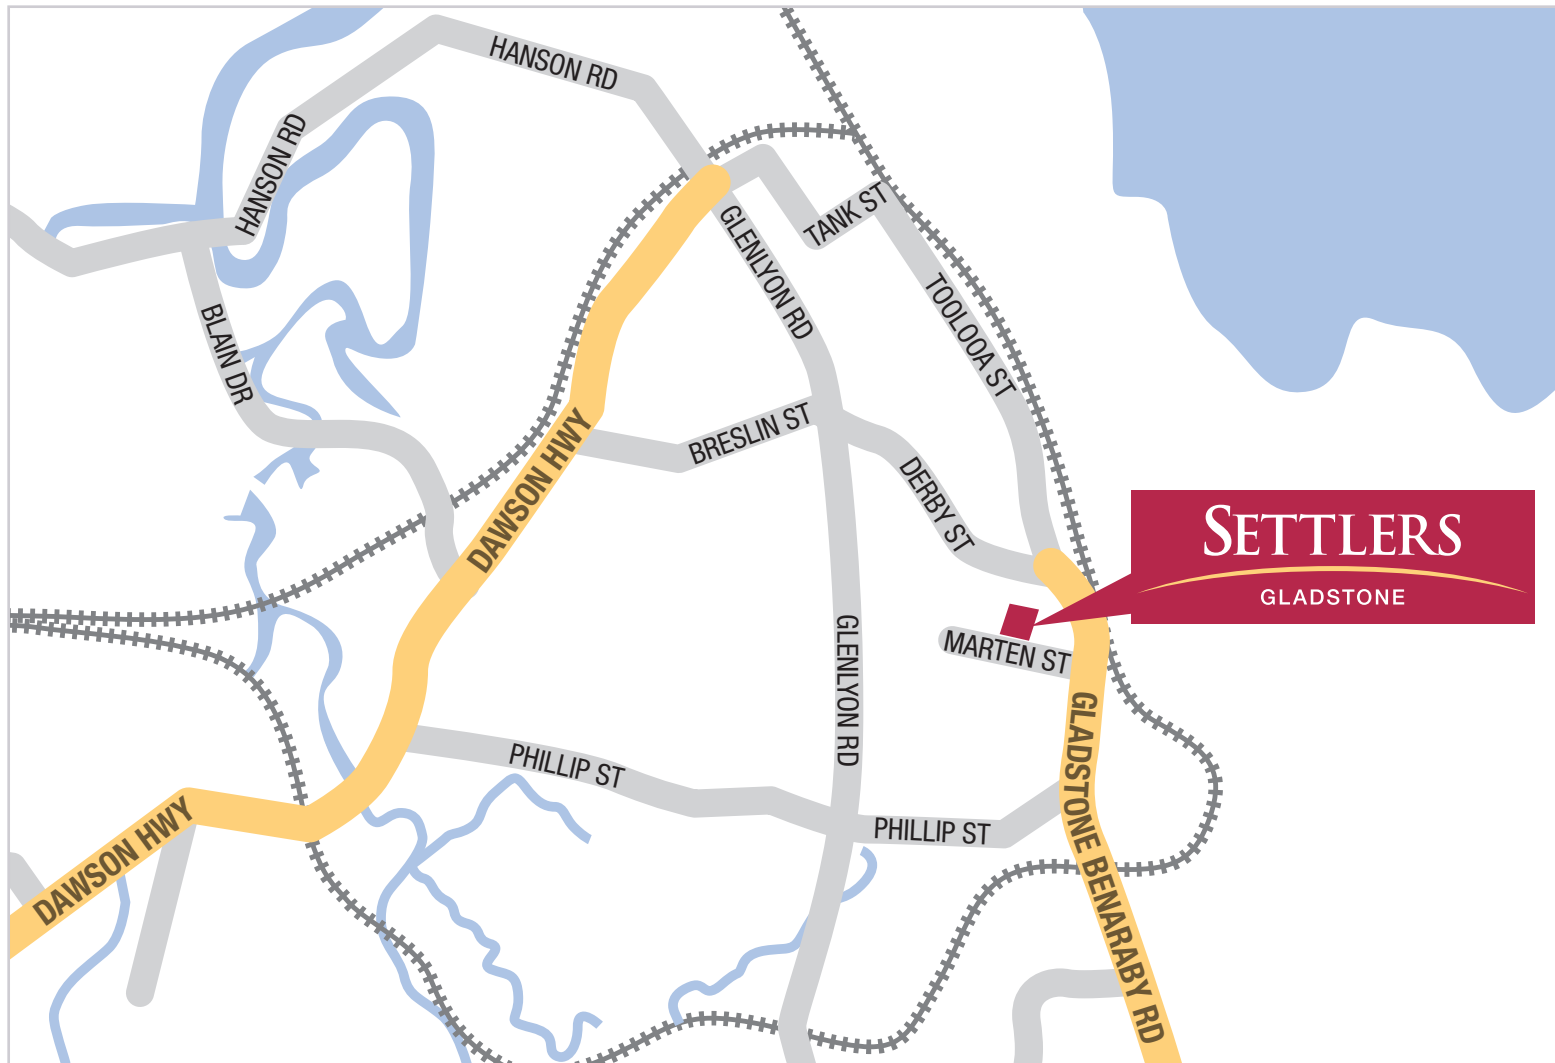 HANSON RD
HANSON RD
TANK ST
GLENLYON RD
TOOLOOA ST
BLAIN DR
BRESLIN ST
DAWSON HWY
DERBY ST
SETTLERS
GLADSTONE
MARTEN ST
GLENLYON RD
GLADSTONE BENARABY RD
PHILLIP ST
PHILLIP ST
DAWSON HWY